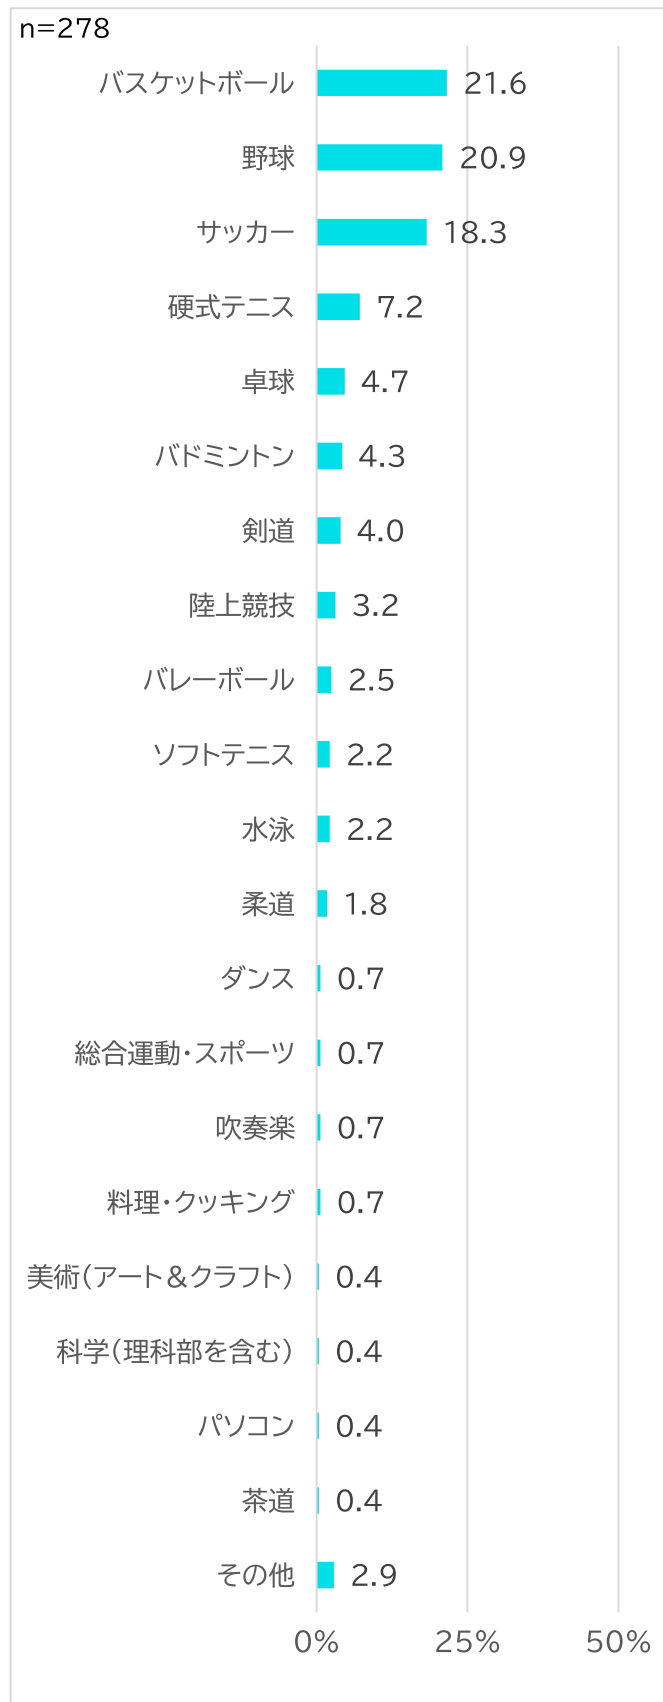 n=278
バスケットボール 21.6
野球 20.9
サッカー 18.3
硬式テニス 7.2
卓球 4.7
バドミントン 4.3
剣道 4.0
陸上競技 3.2
バレーボール 2.5
ソフトテニス 2.2
水泳 2.2
柔道 1.8
ダンス 0.7
総合運動・スポーツ 0.7
吹奏楽 0.7
料理・クッキング 0.7
美術（アート＆クラフト） 0.4
科学（理科部を含む） 0.4
パソコン 0.4
茶道 0.4
その他 2.9
0% 25% 50%